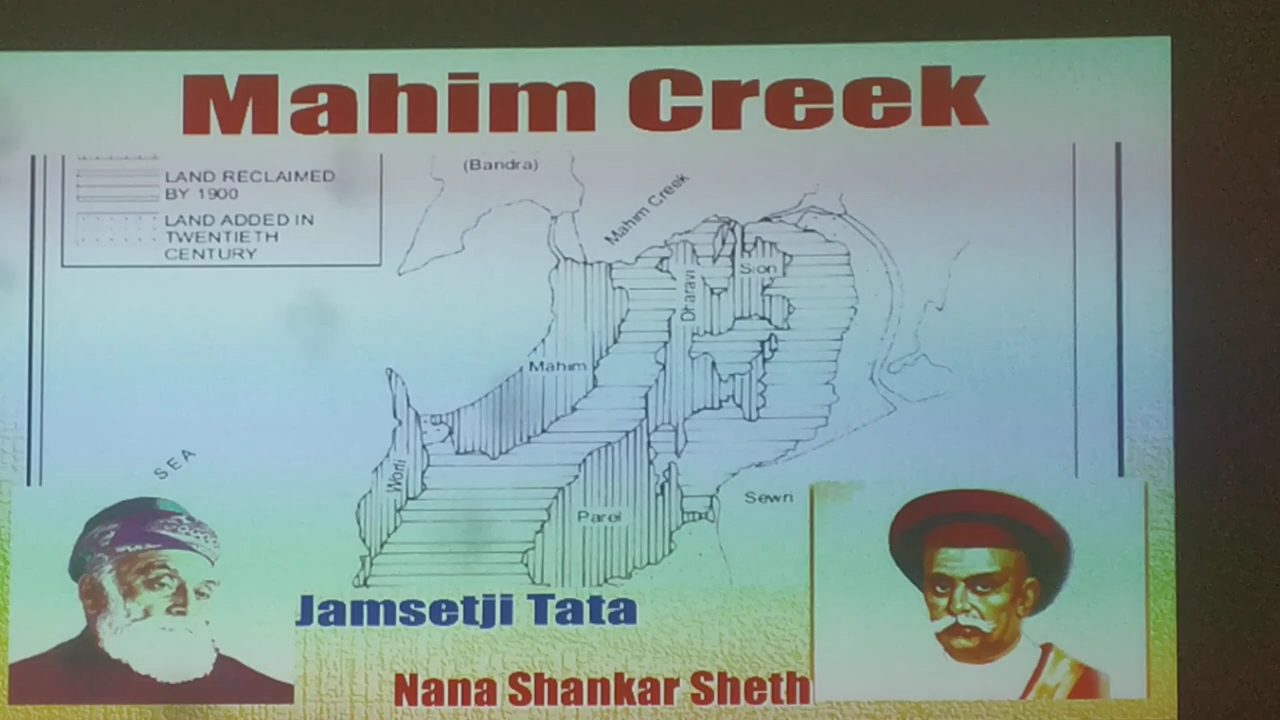 Mahim Creek
LAND RECLAIMED
BY 1900
LAND ADDED IN
TWENTIETH
CENTURY
(Bandra)
Mahim Creek
Sion
Dharavi
Mahim
SEA
Worli
Parel
Sewri
Jamsetji Tata
Nana Shankar Sheth